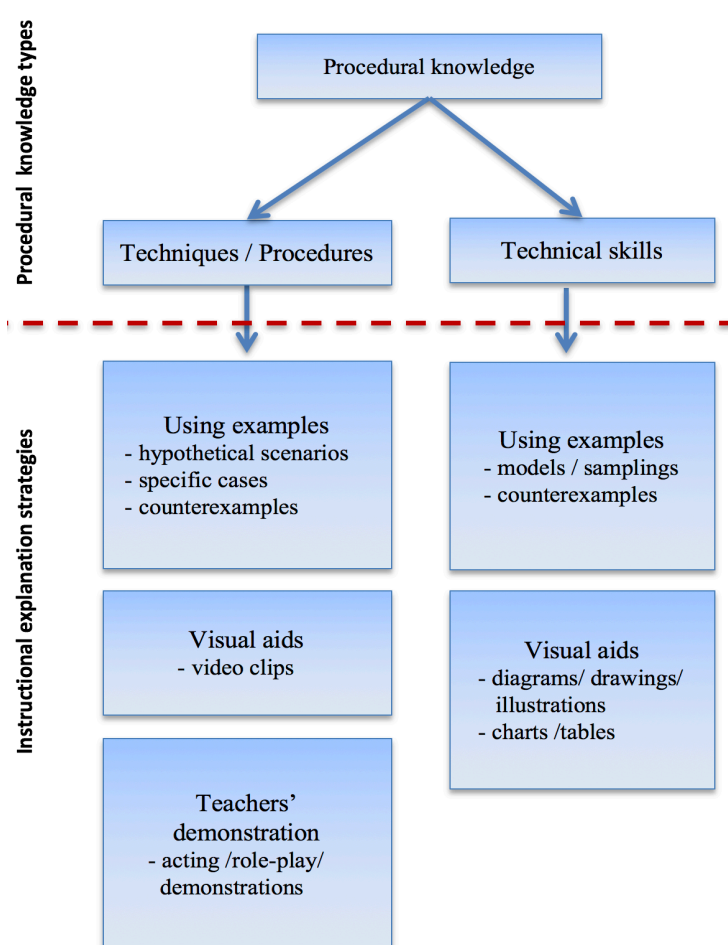 Procedural knowledge types
Procedural knowledge
Techniques / Procedures
Technical skills
Instructional explanation strategies
Using examples
- hypothetical scenarios
- specific cases
- counterexamples
Visual aids
- video clips
Teachers’
demonstration
- acting /role-play/
demonstrations
Using examples
- models / samplings
- counterexamples
Visual aids
- diagrams/ drawings/
illustrations
- charts /tables